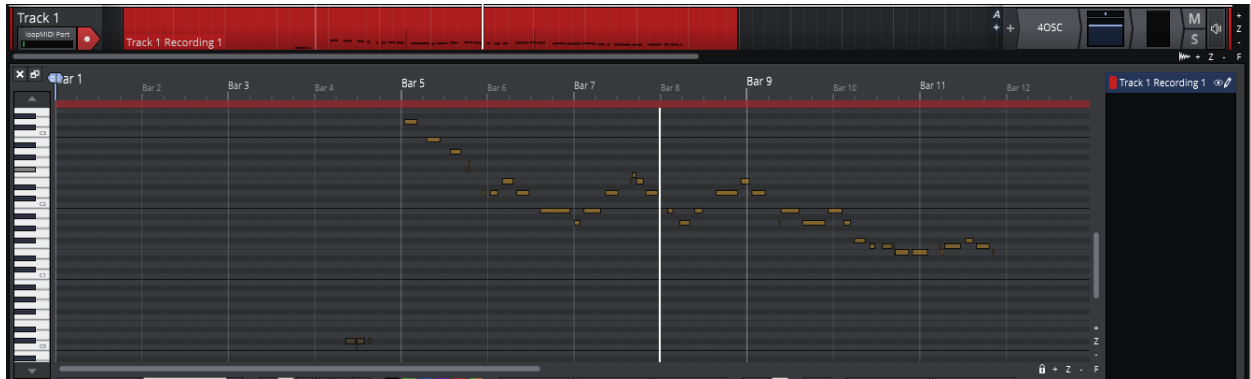 Track 1
loopMIDI Port
Track 1 Recording 1
A
+
+
4OSC
M
S
+
Z
-
F
+ Z -
Bar 1
Bar 2
Bar 3
Bar 4
Bar 5
Bar 6
Bar 7
Bar 8
Bar 9
Bar 10
Bar 11
Bar 12
Track 1 Recording 1
C3
C2
C1
C0
+
Z
-
F
+ Z -